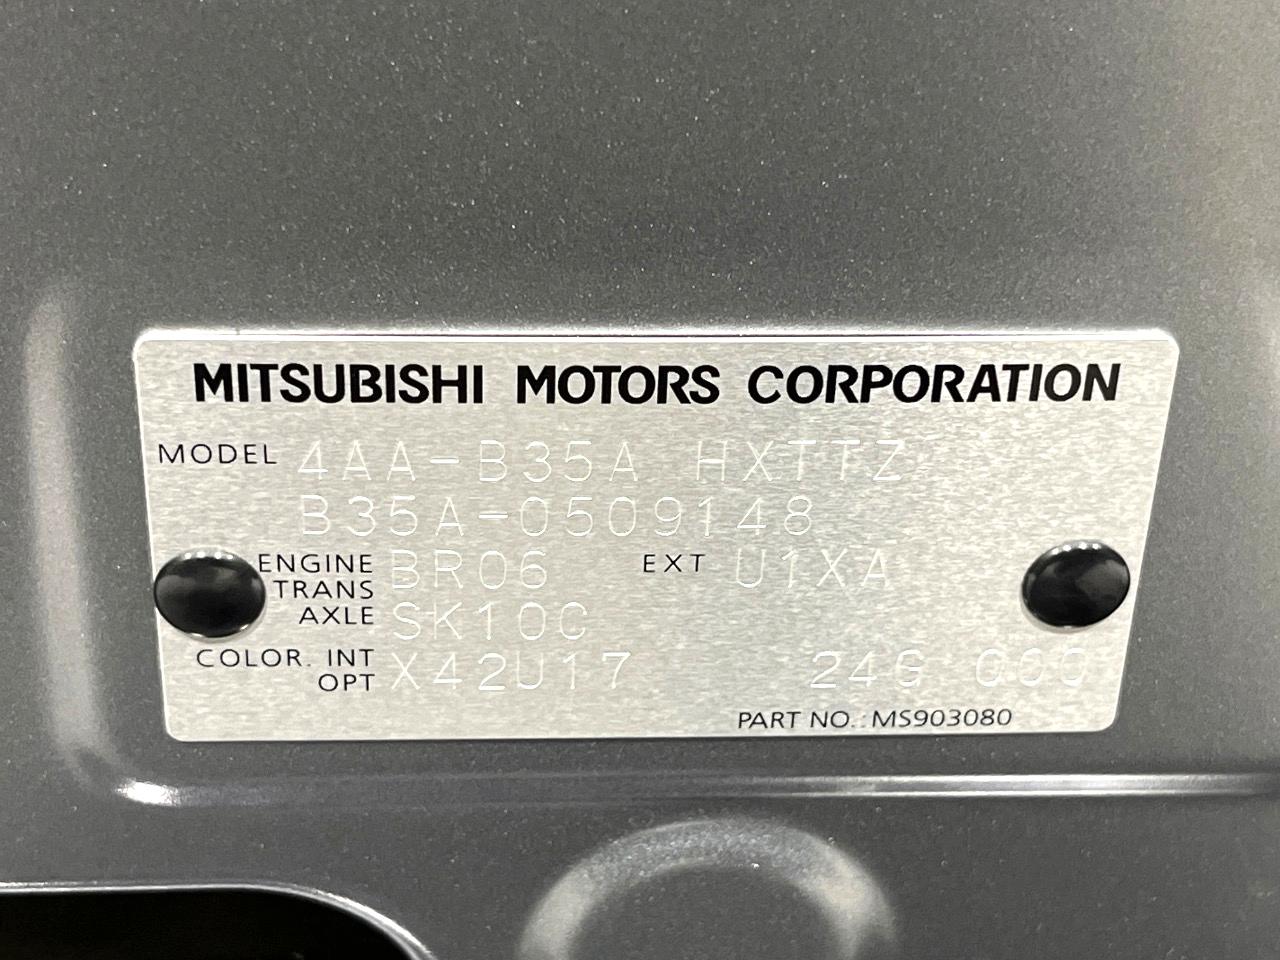 MITSUBISHI MOTORS CORPORATION
MODEL 4AA-B35A HXTTZ
B35A-0509148
ENGINE BR06 EXT U1XA
TRANS
AXLE SK10C
COLOR. INT
OPT X42U17 24G 000
PART NO.: MS903080